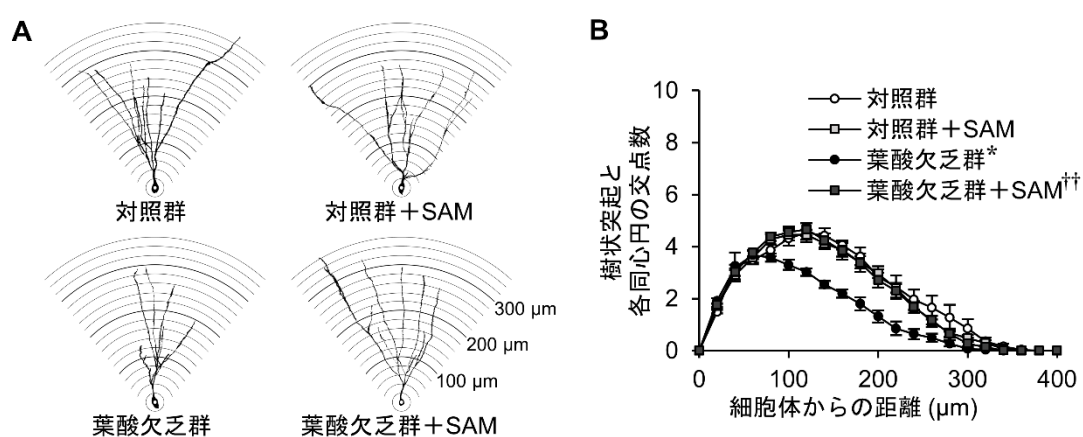 A
対照群
対照群＋SAM
葉酸欠乏群
葉酸欠乏群＋SAM
300 μm
200 μm
100 μm
B
樹状突起と
各同心円の交点数
10
8
6
4
2
0
0
100
200
300
400
細胞体からの距離 (μm)
対照群
対照群＋SAM
葉酸欠乏群*
葉酸欠乏群＋SAM††